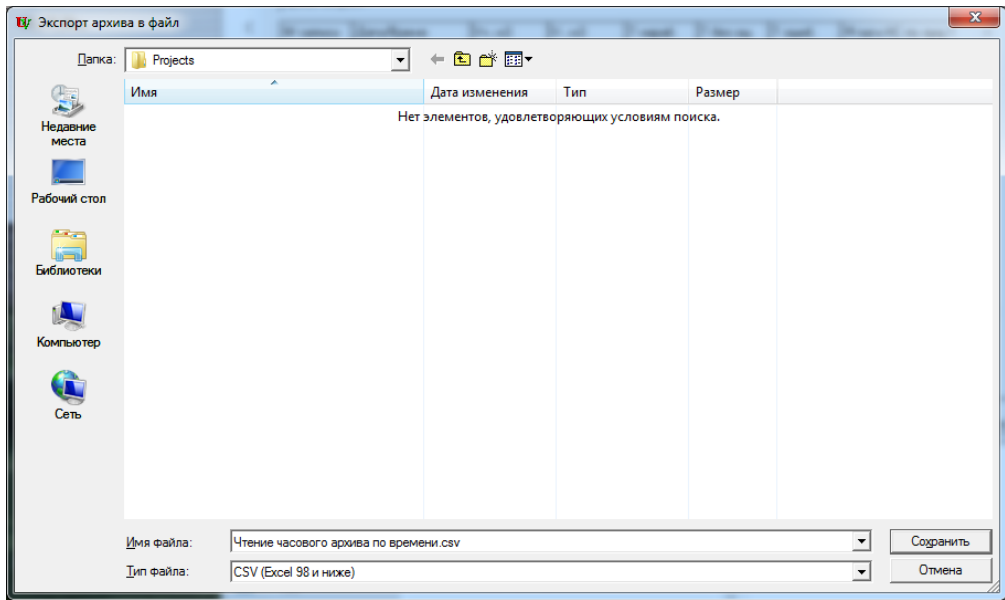 Экспорт архива в файл
Папка: Projects
Имя Дата изменения Тип Размер
Нет элементов, удовлетворяющих условиям поиска.
Недавние
места
Рабочий стол
Библиотеки
Компьютер
Сеть
Имя файла: Чтение часового архива по времени.csv Сохранить
Тип файла: CSV (Excel 98 и ниже) Отмена